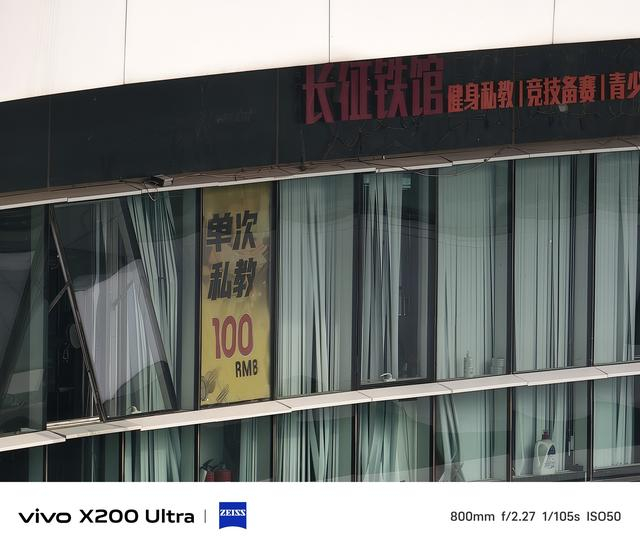 长征铁馆 健身私教 | 竞技备赛 | 青少
单次
私教
100
RMB
vivo X200 Ultra | ZEISS 800mm f/2.27 1/105s ISO50